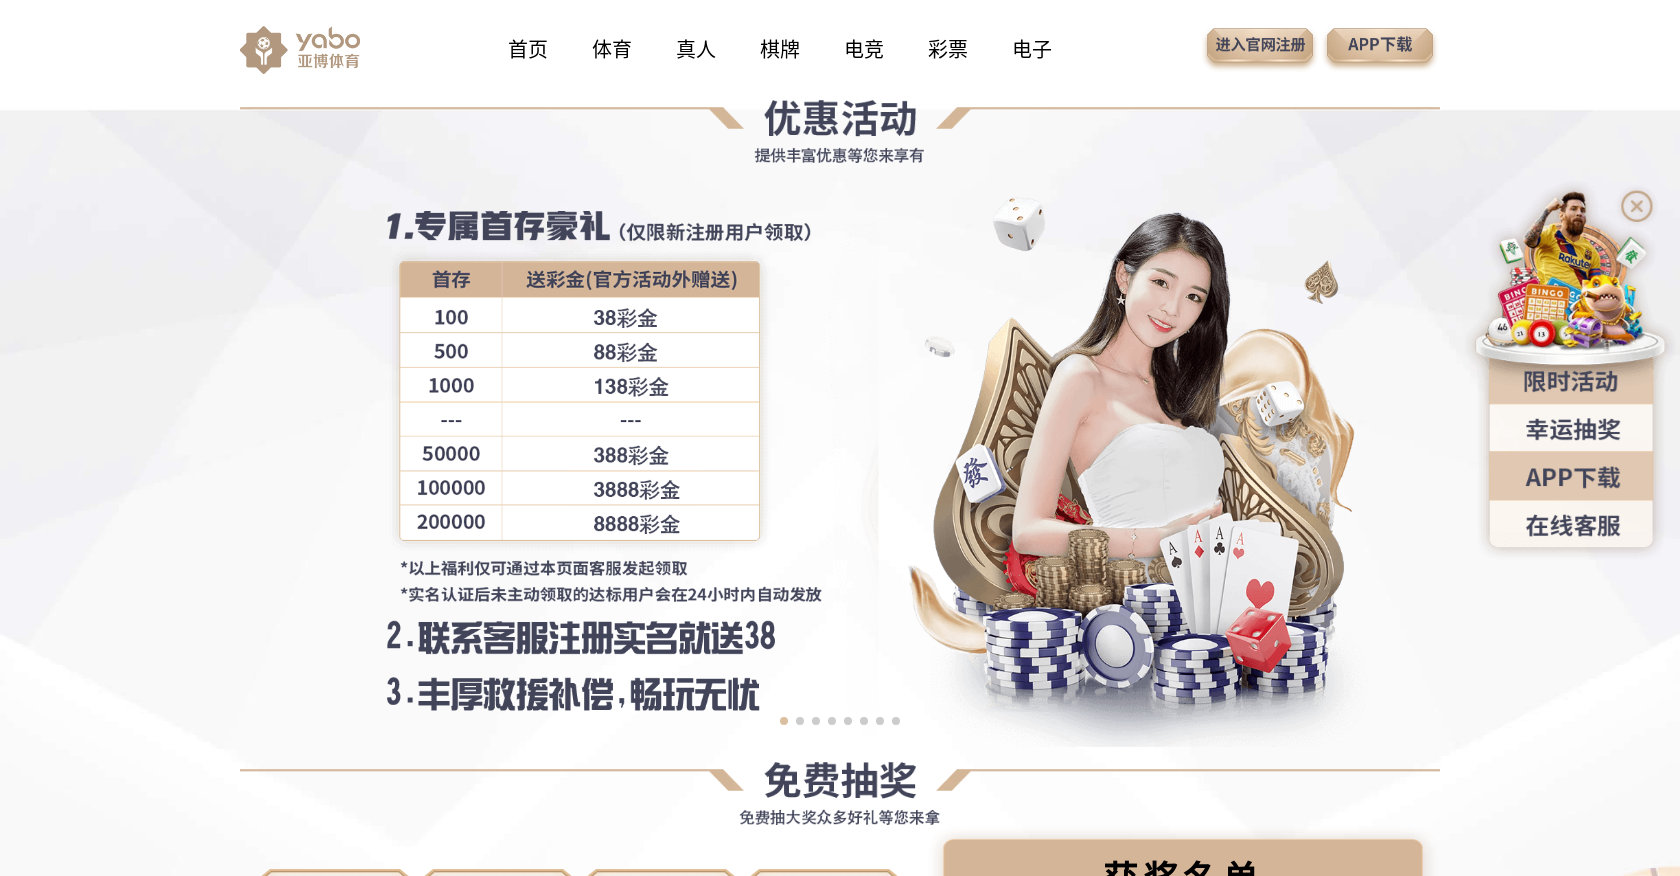 yabo
亚博体育
首页 体育 真人 棋牌 电竞 彩票 电子
进入官网注册
APP下载
优惠活动
提供丰富优惠等您来享有
1.专属首存豪礼(仅限新注册用户领取)
首存 送彩金(官方活动外赠送)
100 38彩金
500 88彩金
1000 138彩金
--- ---
50000 388彩金
100000 3888彩金
200000 8888彩金
*以上福利仅可通过本页面客服发起领取
*实名认证后未主动领取的达标用户会在24小时内自动发放
2.联系客服注册实名就送38
3.丰厚救援补偿,畅玩无忧
發
A A A A
Rakuten
BINGO
BINGO
46 21 13
限时活动
幸运抽奖
APP下载
在线客服
免费抽奖
免费抽大奖众多好礼等您来拿
获奖名单